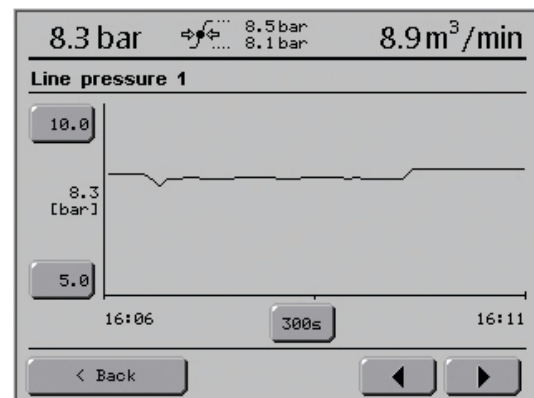 8.3 bar 8.5 bar 8.9 m³/min
8.1 bar
Line pressure 1
10.0
8.3
[bar]
5.0
16:06 300s 16:11
< Back